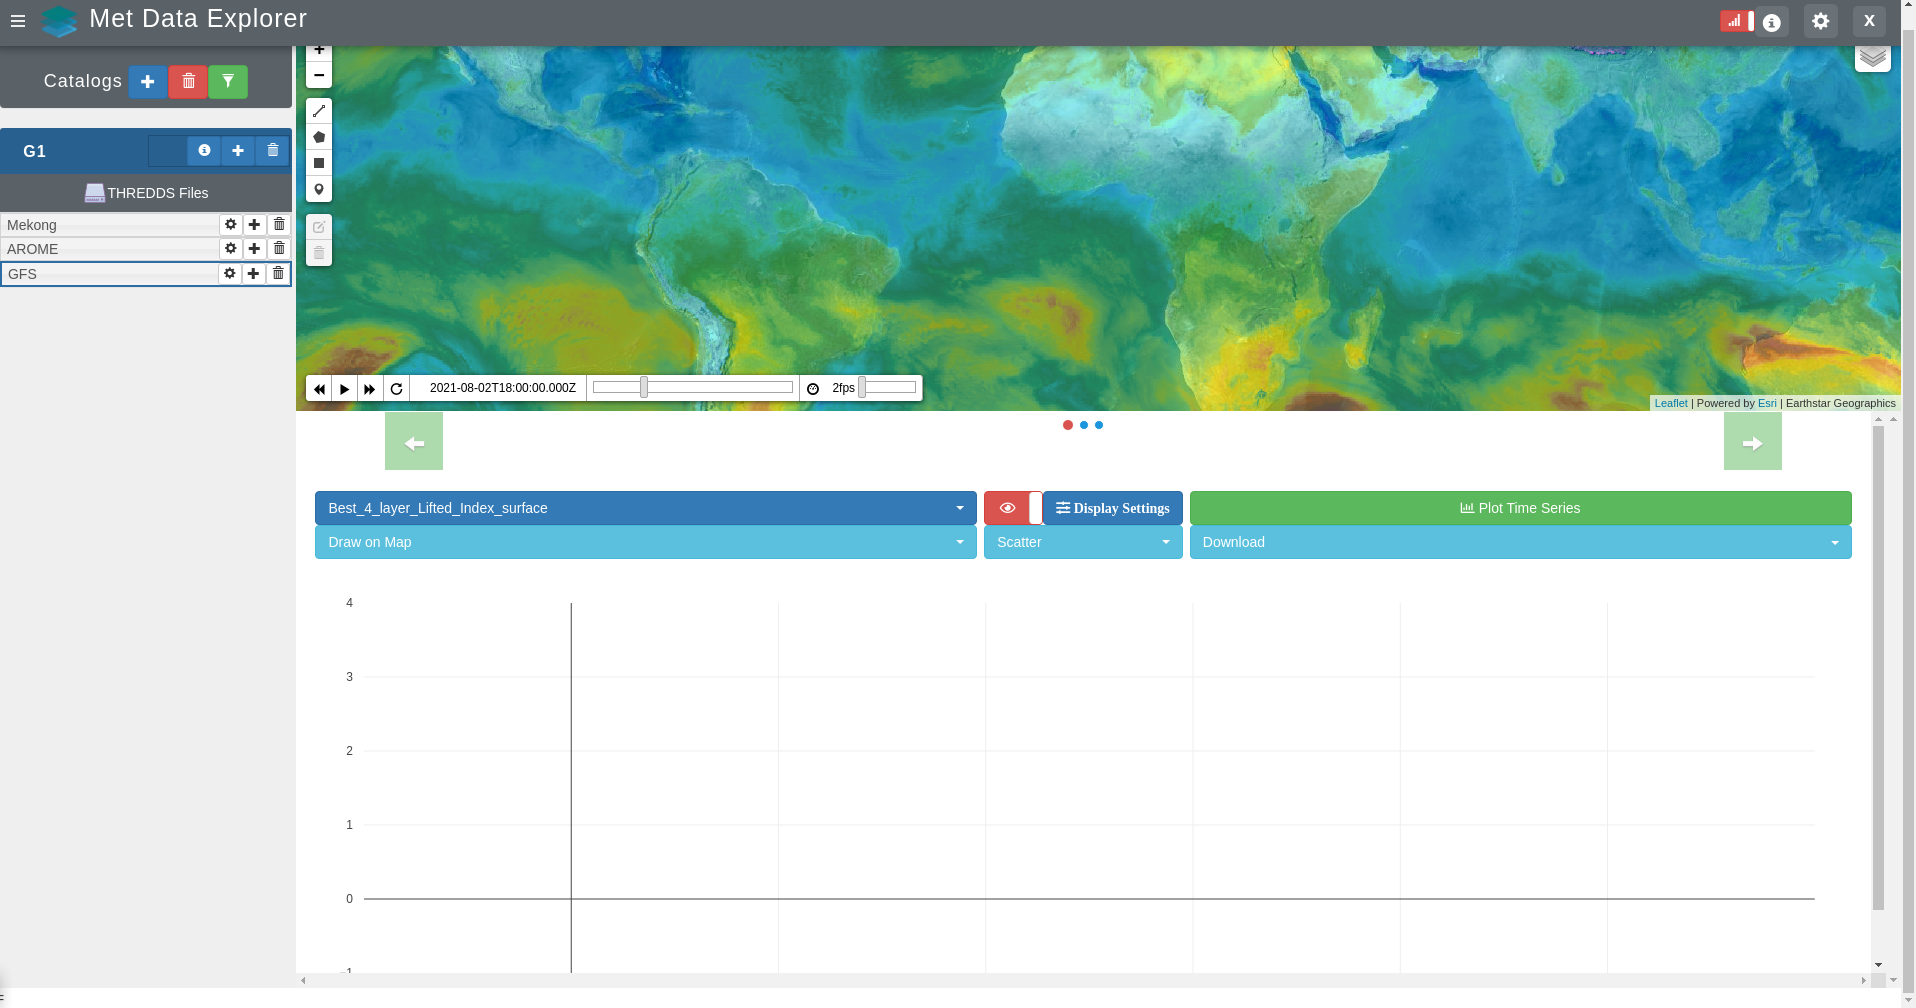 Met Data Explorer
X
Catalogs
G1
THREDDS Files
Mekong
AROME
GFS
2021-08-02T18:00:00.000Z
2fps
Leaflet | Powered by Esri | Earthstar Geographics
Best_4_layer_Lifted_Index_surface
Display Settings
Plot Time Series
Draw on Map
Scatter
Download
4
3
2
1
0
−1